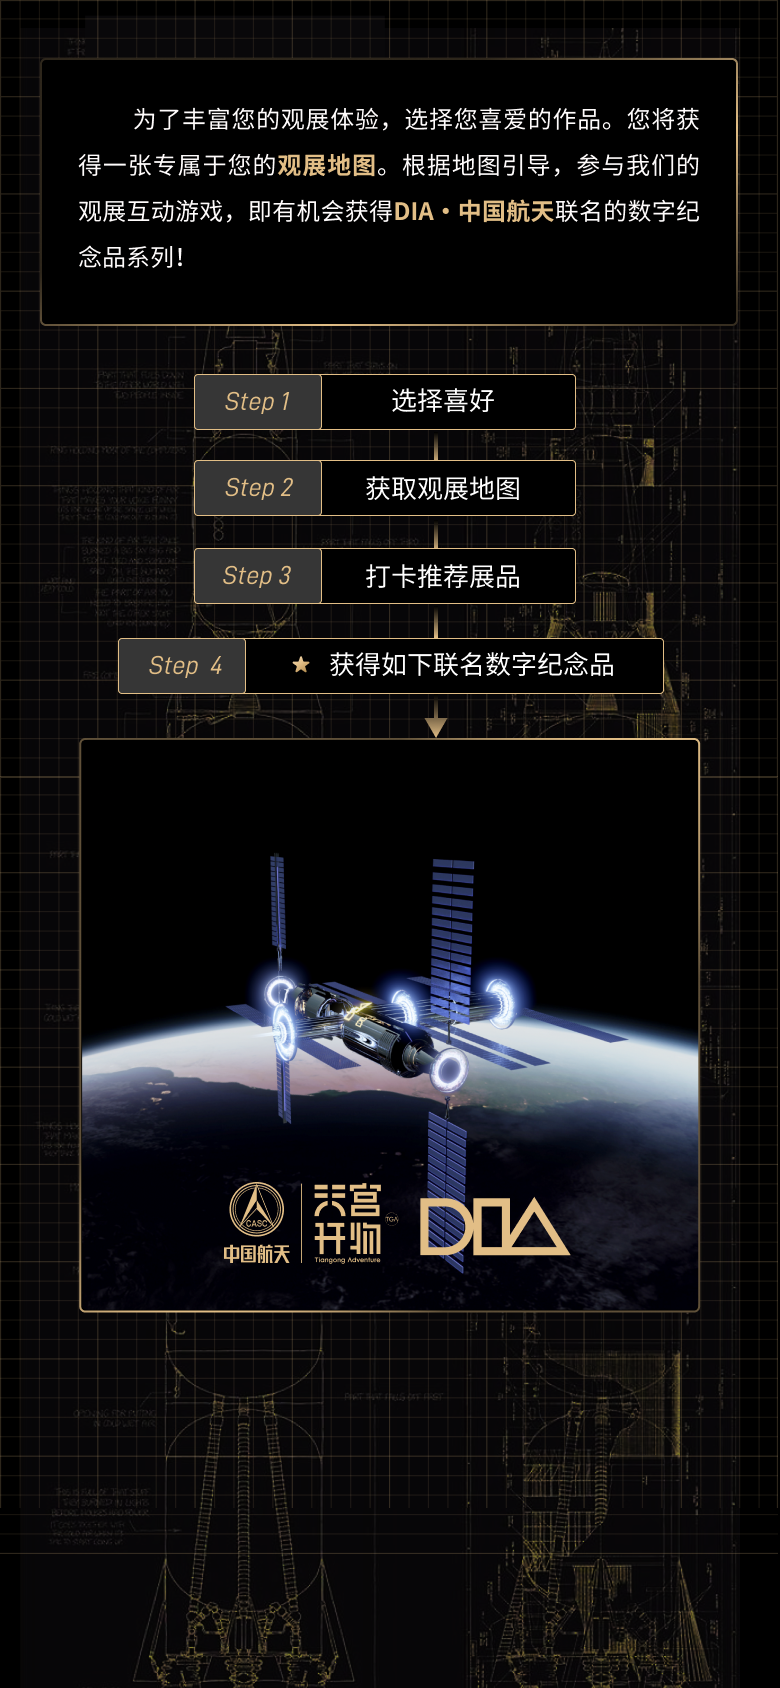 为了丰富您的观展体验，选择您喜爱的作品。您将获
得一张专属于您的观展地图。根据地图引导，参与我们的
观展互动游戏，即有机会获得DIA·中国航天联名的数字纪
念品系列！
Step 1 选择喜好
Step 2 获取观展地图
Step 3 打卡推荐展品
Step 4 ★ 获得如下联名数字纪念品
CASC
中国航天
天宫
开物
TGA
Tiangong Adventure
DIA
PART THAT FALLS OFF FIRST